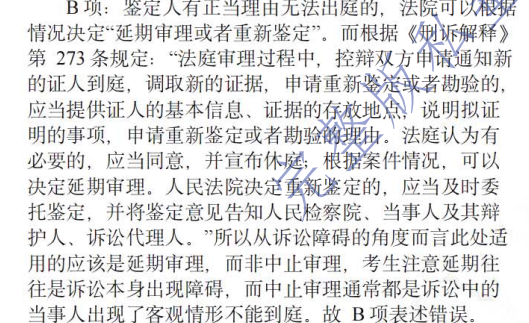 B 项：鉴定人有正当理由无法出庭的，法院可以根据
情况决定“延期审理或者重新鉴定”。而根据《刑诉解释》
第 273 条规定：“法庭审理过程中，控辩双方申请通知新
的证人到庭，调取新的证据，申请重新鉴定或者勘验的，
应当提供证人的基本信息、证据的存放地点，说明拟证
明的事项，申请重新鉴定或者勘验的理由。法庭认为有
必要的，应当同意，并宣布休庭；根据案件情况，可以
决定延期审理。人民法院决定重新鉴定的，应当及时委
托鉴定，并将鉴定意见告知人民检察院、当事人及其辩
护人、诉讼代理人。”所以从诉讼障碍的角度而言此处适
用的应该是延期审理，而非中止审理，考生注意延期往
往是诉讼本身出现障碍，而中止审理通常都是诉讼中的
当事人出现了客观情形不能到庭。故 B 项表述错误。